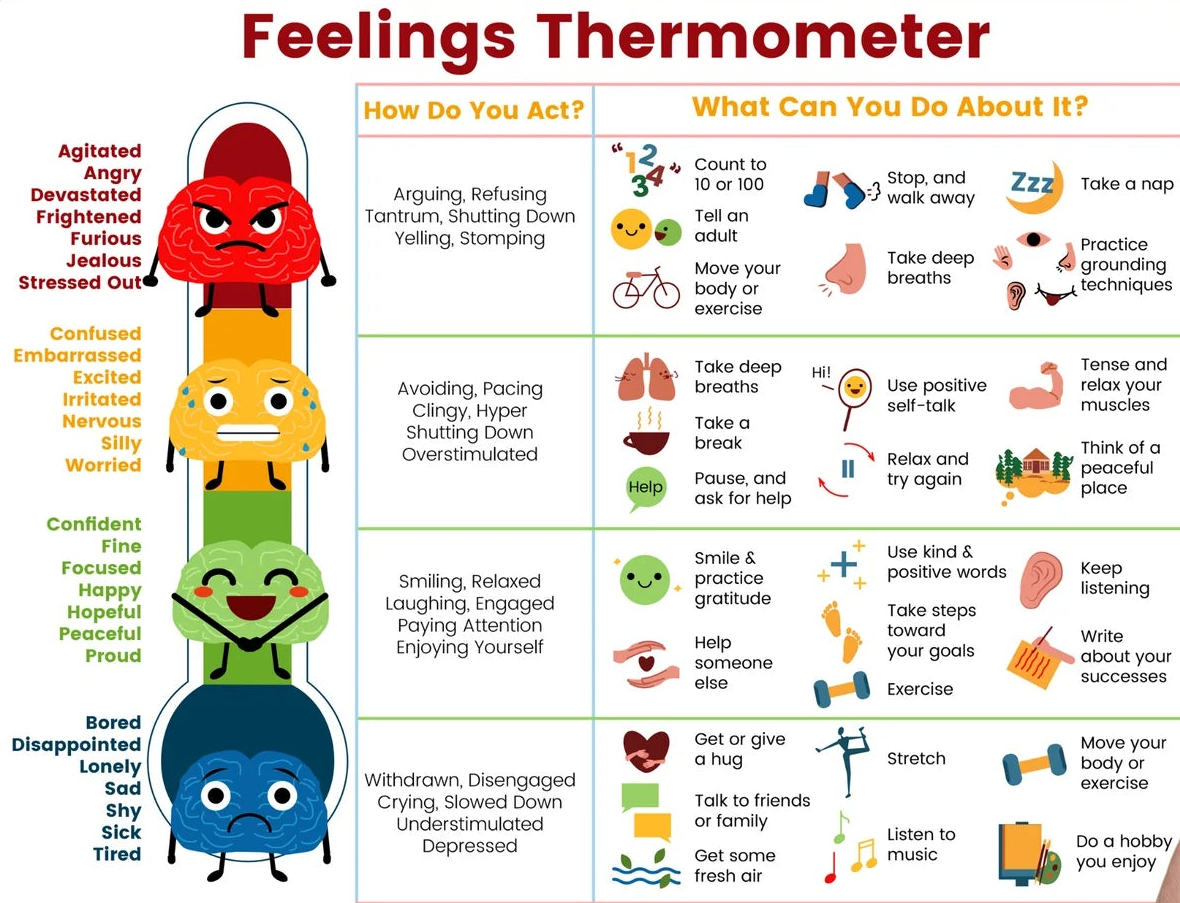 Feelings Thermometer
How Do You Act?
What Can You Do About It?
Agitated
Angry
Devastated
Frightened
Furious
Jealous
Stressed Out
Arguing, Refusing
Tantrum, Shutting Down
Yelling, Stomping
"1234"
Count to
10 or 100
Tell an
adult
Move your
body or
exercise
Stop, and
walk away
Take deep
breaths
Zzz
Take a nap
Practice
grounding
techniques
Confused
Embarrassed
Excited
Irritated
Nervous
Silly
Worried
Avoiding, Pacing
Clingy, Hyper
Shutting Down
Overstimulated
Take deep
breaths
Take a
break
Help
Pause, and
ask for help
Hi!
Use positive
self-talk
Relax and
try again
Tense and
relax your
muscles
Think of a
peaceful
place
Confident
Fine
Focused
Happy
Hopeful
Peaceful
Proud
Smiling, Relaxed
Laughing, Engaged
Paying Attention
Enjoying Yourself
Smile &
practice
gratitude
Help
someone
else
Use kind &
positive words
Take steps
toward
your goals
Exercise
Keep
listening
Write
about your
successes
Bored
Disappointed
Lonely
Sad
Shy
Sick
Tired
Withdrawn, Disengaged
Crying, Slowed Down
Understimulated
Depressed
Get or give
a hug
Talk to friends
or family
Get some
fresh air
Stretch
Listen to
music
Move your
body or
exercise
Do a hobby
you enjoy